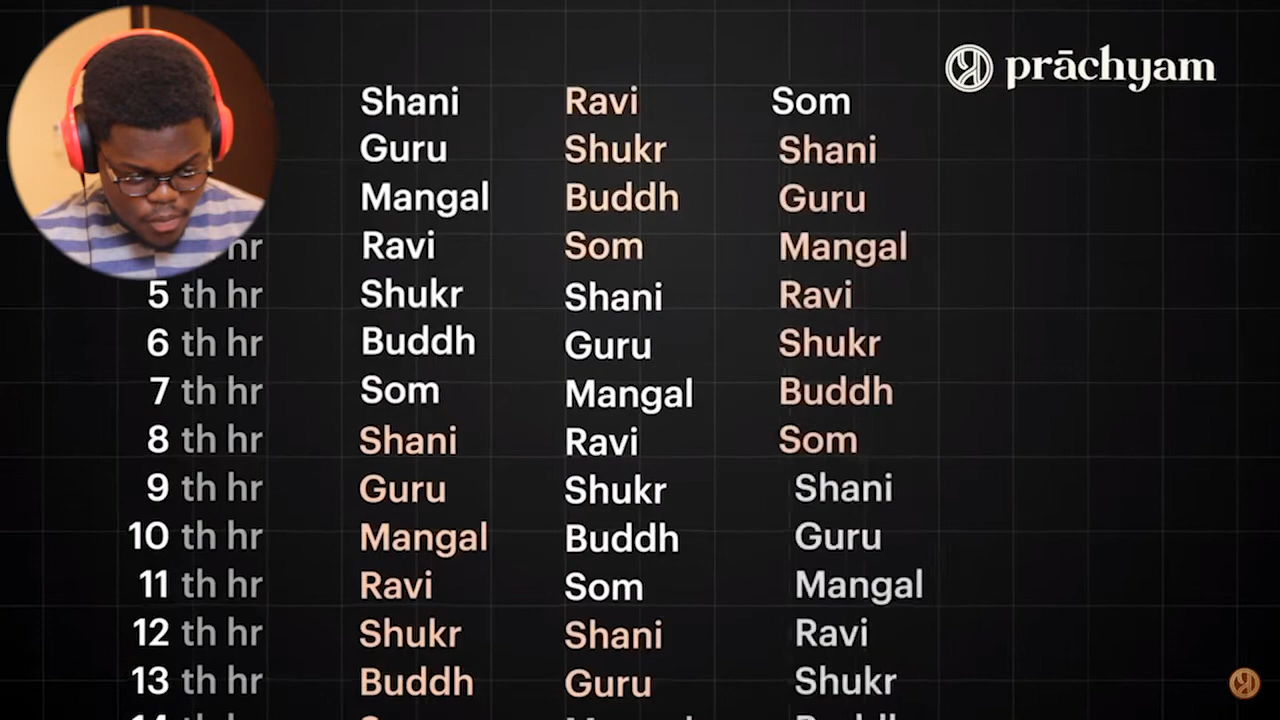 prāchyam
Shani Ravi Som
Guru Shukr Shani
Mangal Buddh Guru
hr Ravi Som Mangal
5 th hr Shukr Shani Ravi
6 th hr Buddh Guru Shukr
7 th hr Som Mangal Buddh
8 th hr Shani Ravi Som
9 th hr Guru Shukr Shani
10 th hr Mangal Buddh Guru
11 th hr Ravi Som Mangal
12 th hr Shukr Shani Ravi
13 th hr Buddh Guru Shukr